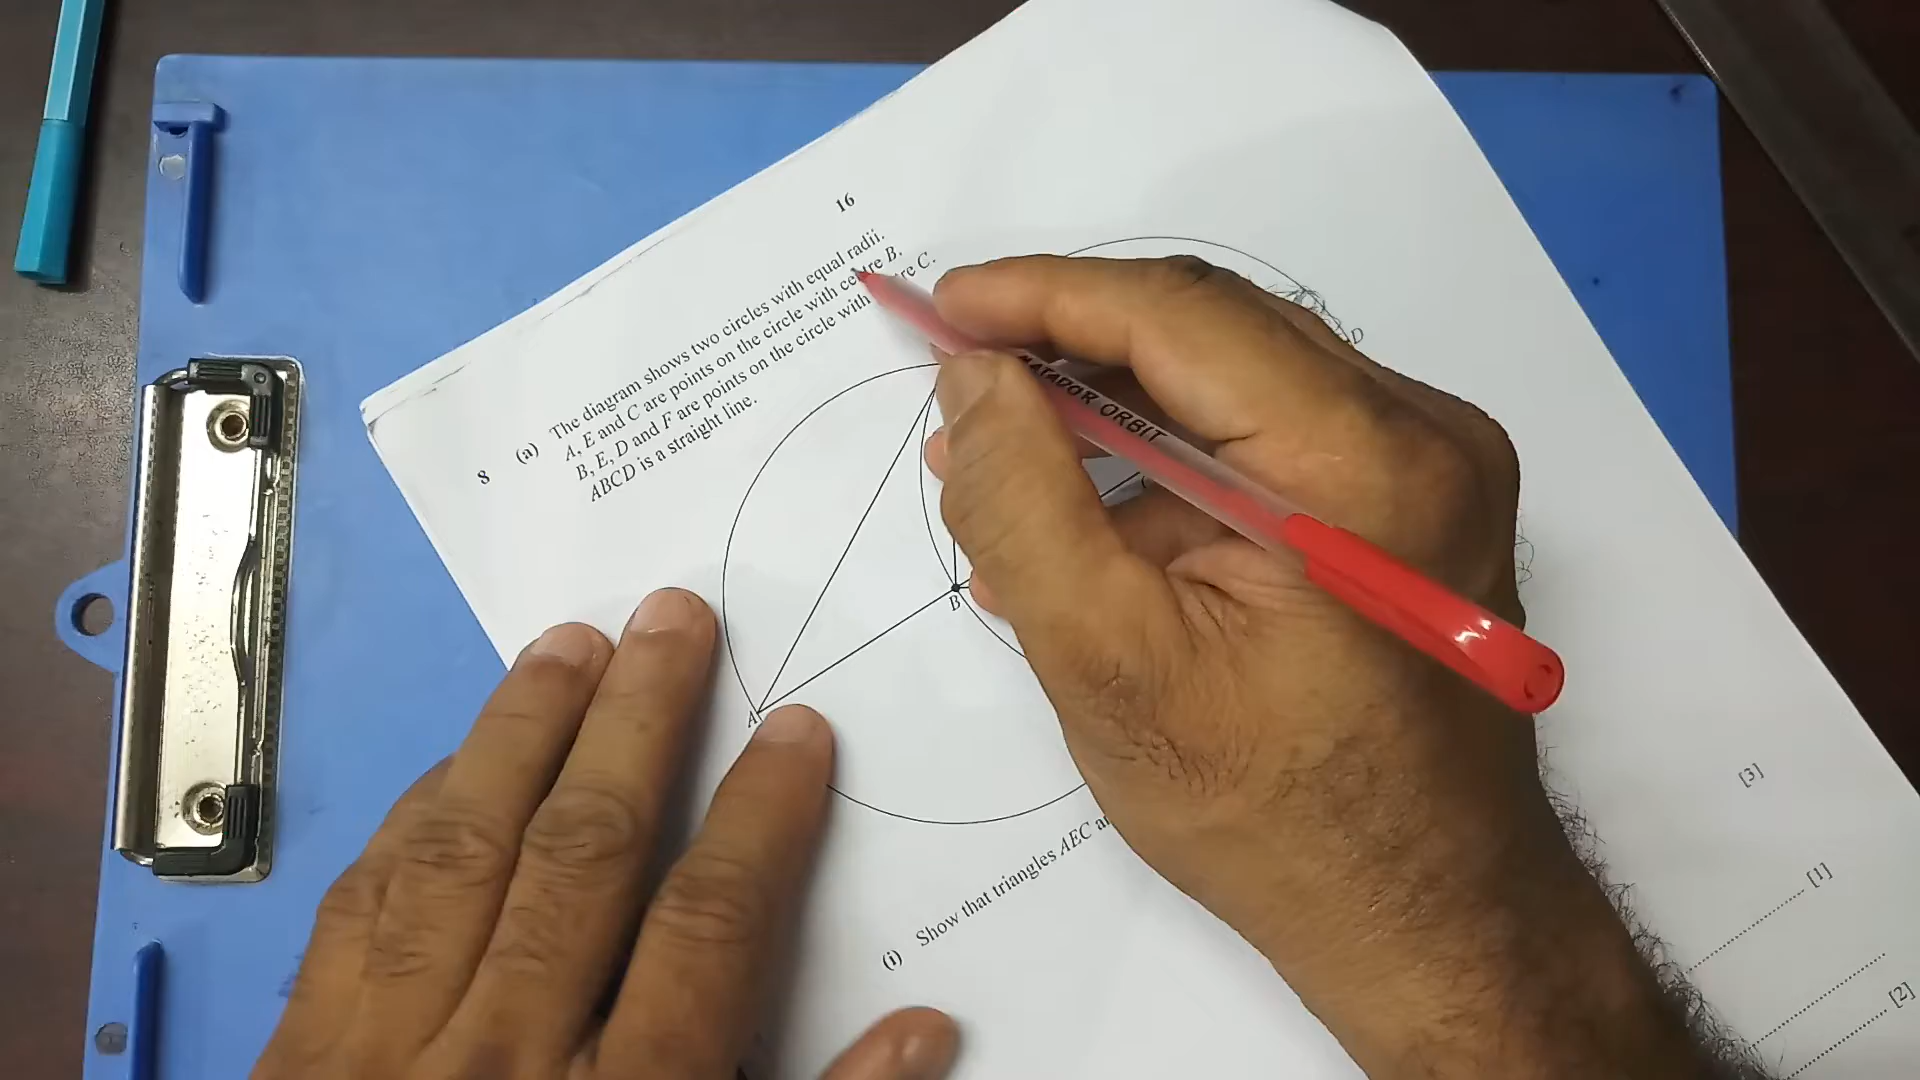 16
8 (a) The diagram shows two circles with equal radii.
A, E and C are points on the circle with centre B.
B, E, D and F are points on the circle with C.
ABCD is a straight line.
D
B
A
MATADOR ORBIT
(i) Show that triangles AEC
[3]
[1]
[2]